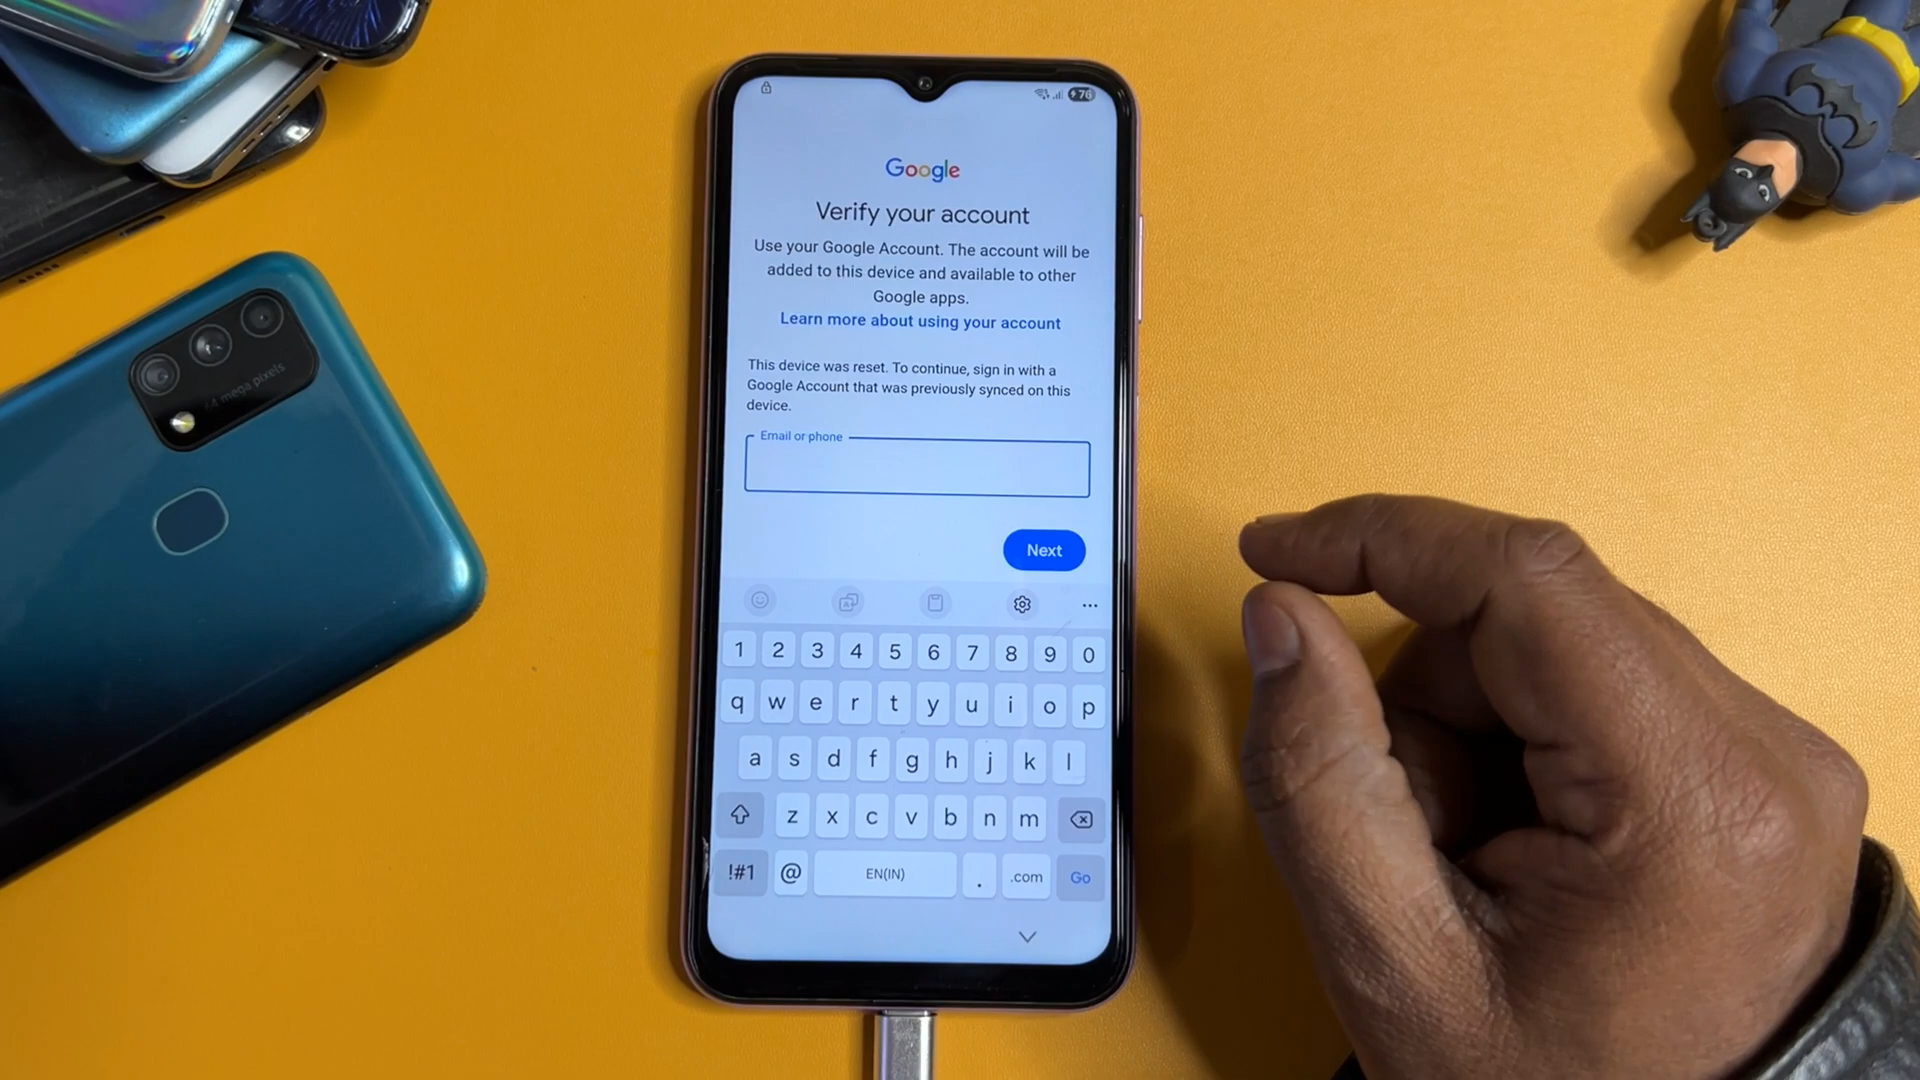 76
Google
Verify your account
Use your Google Account. The account will be
added to this device and available to other
Google apps.
Learn more about using your account
This device was reset. To continue, sign in with a
Google Account that was previously synced on this
device.
Email or phone
Next
1 2 3 4 5 6 7 8 9 0
q w e r t y u i o p
a s d f g h j k l
z x c v b n m
!#1 @ EN(IN) . .com Go
mega pixels